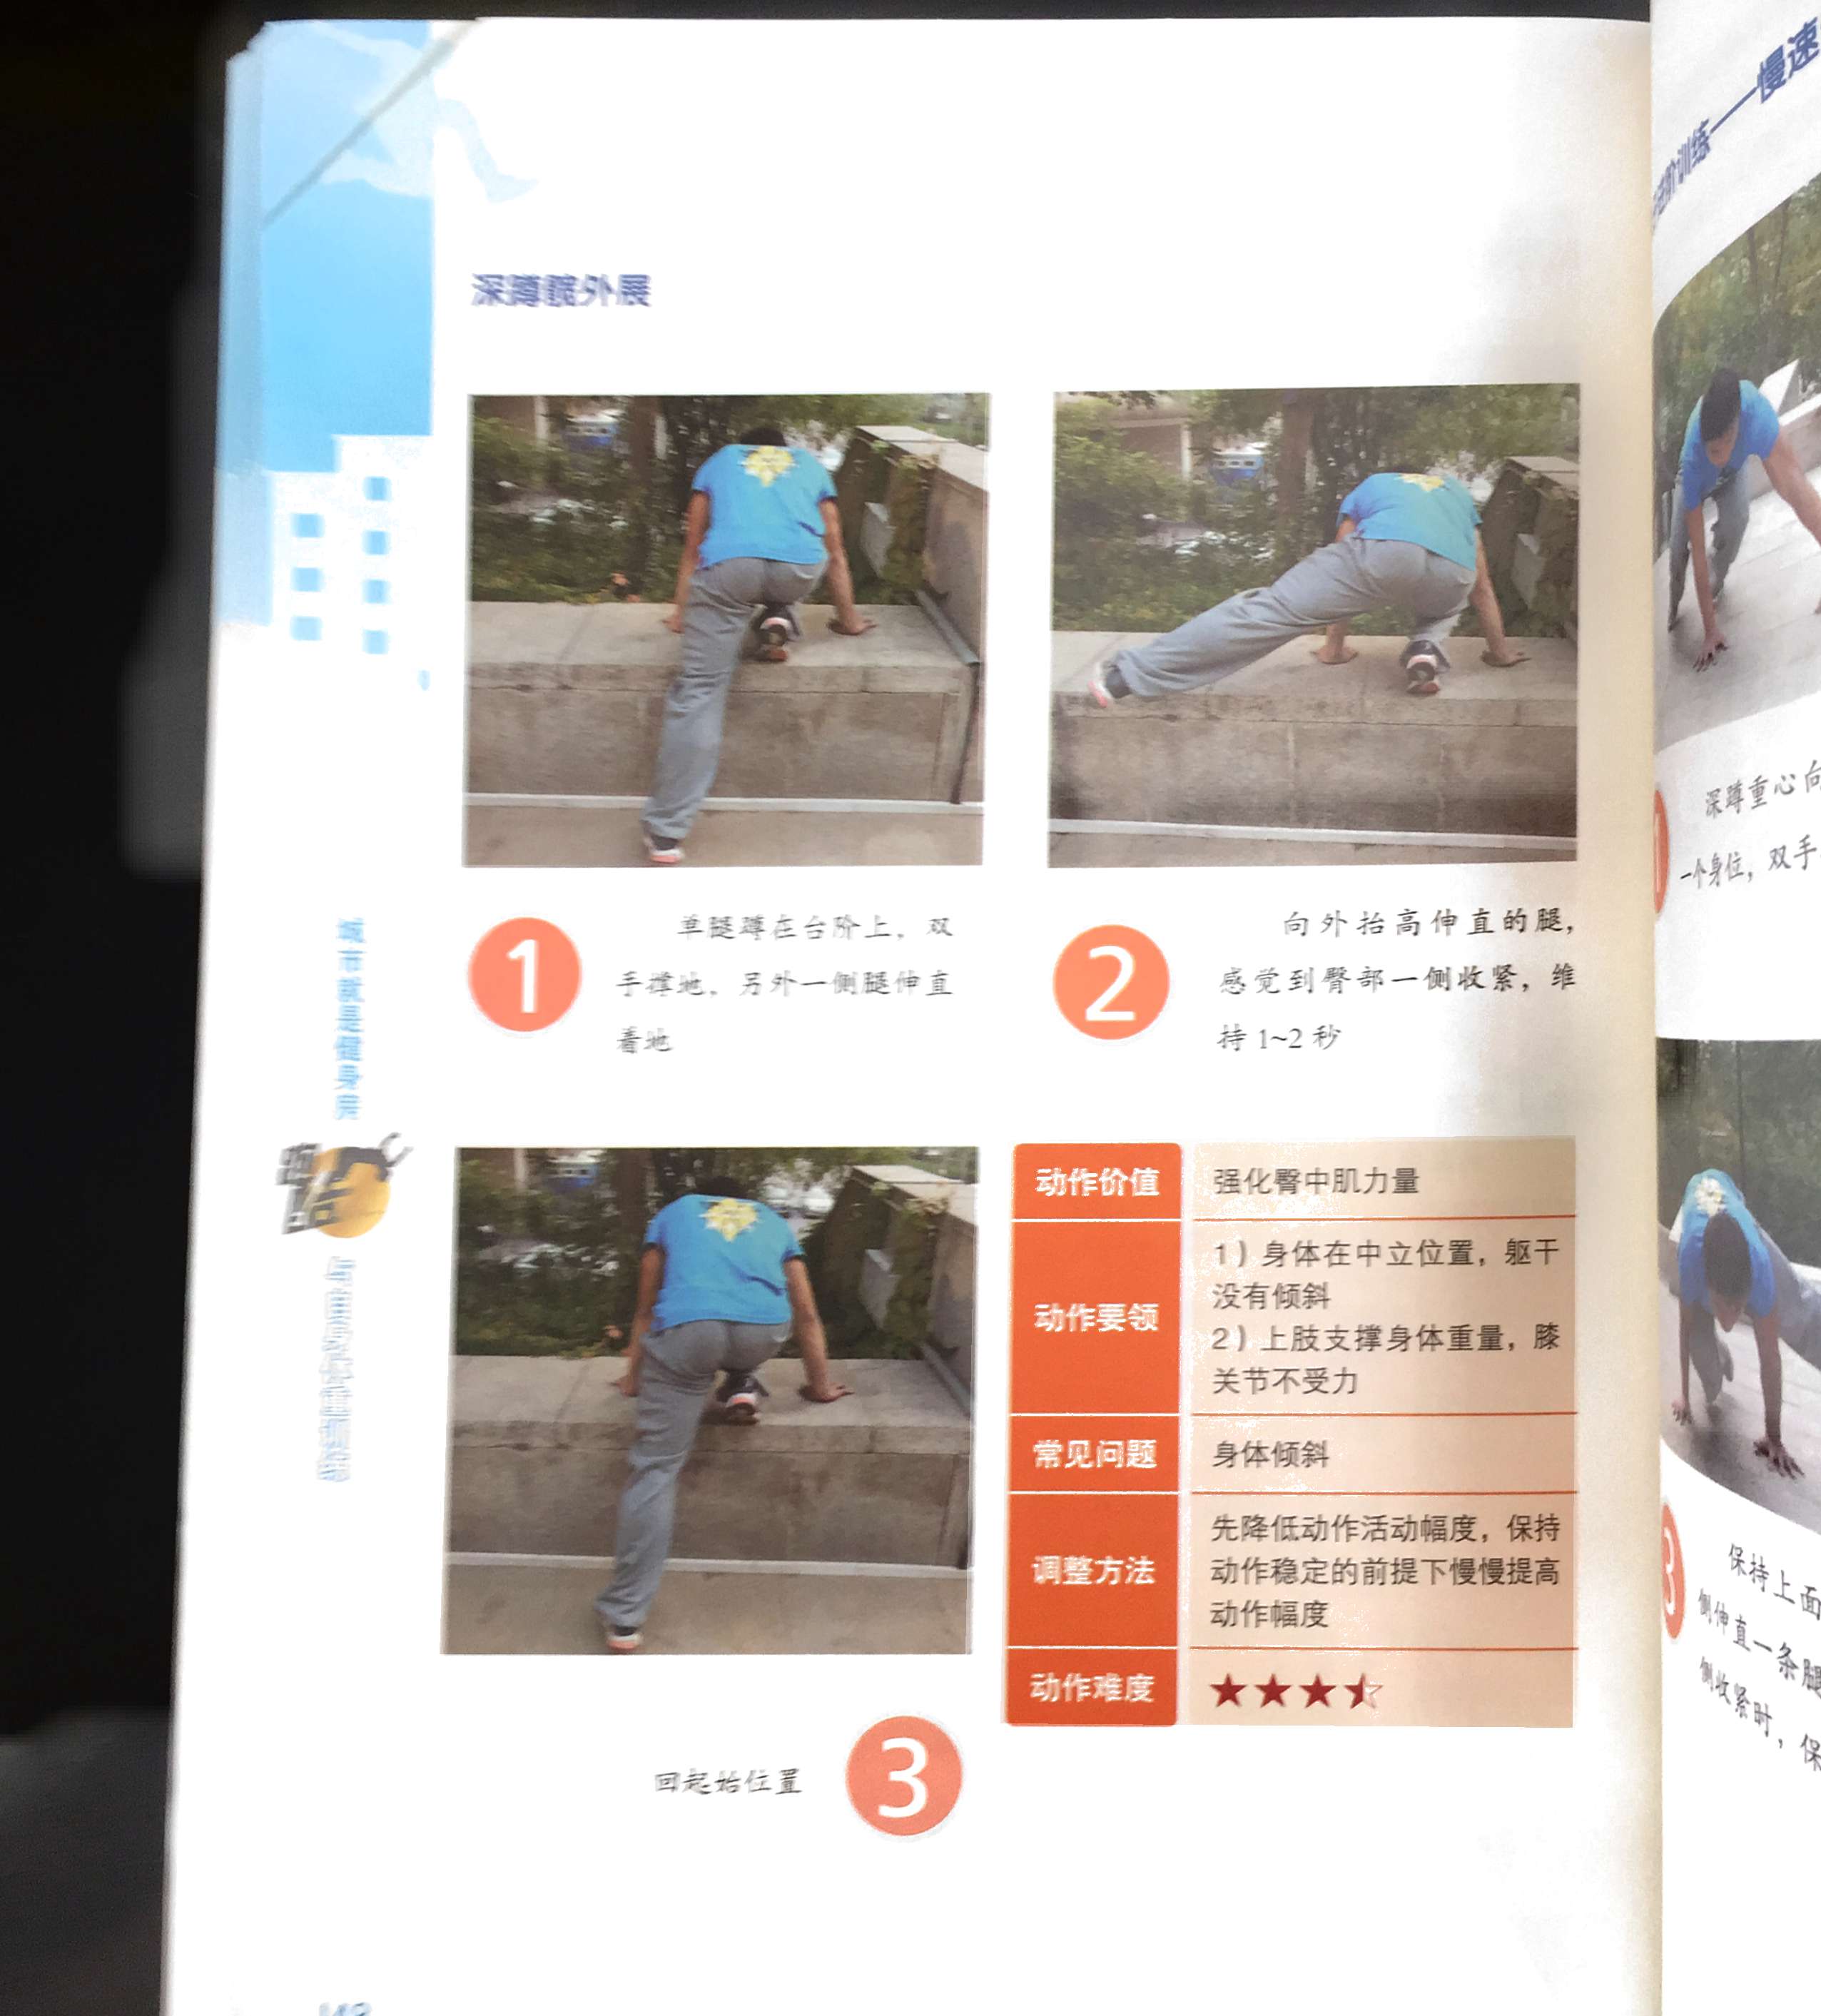 深蹲髋外展
1
单腿蹲在台阶上，双
手撑地，另外一侧腿伸直
着地
2
向外抬高伸直的腿，
感觉到臀部一侧收紧，维
持 1~2 秒
动作价值
强化臀中肌力量
动作要领
1）身体在中立位置，躯干
没有倾斜
2）上肢支撑身体重量，膝
关节不受力
常见问题
身体倾斜
调整方法
先降低动作活动幅度，保持
动作稳定的前提下慢慢提高
动作幅度
动作难度
回起始位置
3
城市就是健身房
跑酷
阶训练——慢速
深蹲重心向
一个身位，双手
3
保持上面
侧伸直一条腿
侧收紧时，保